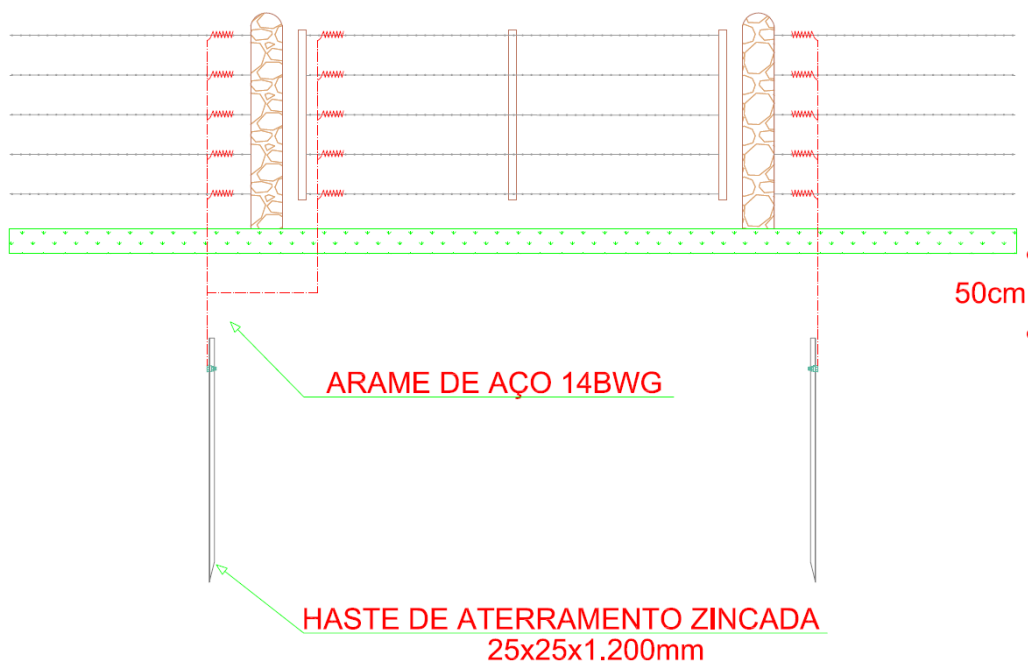 50cm
ARAME DE AÇO 14BWG
HASTE DE ATERRAMENTO ZINCADA
25x25x1.200mm